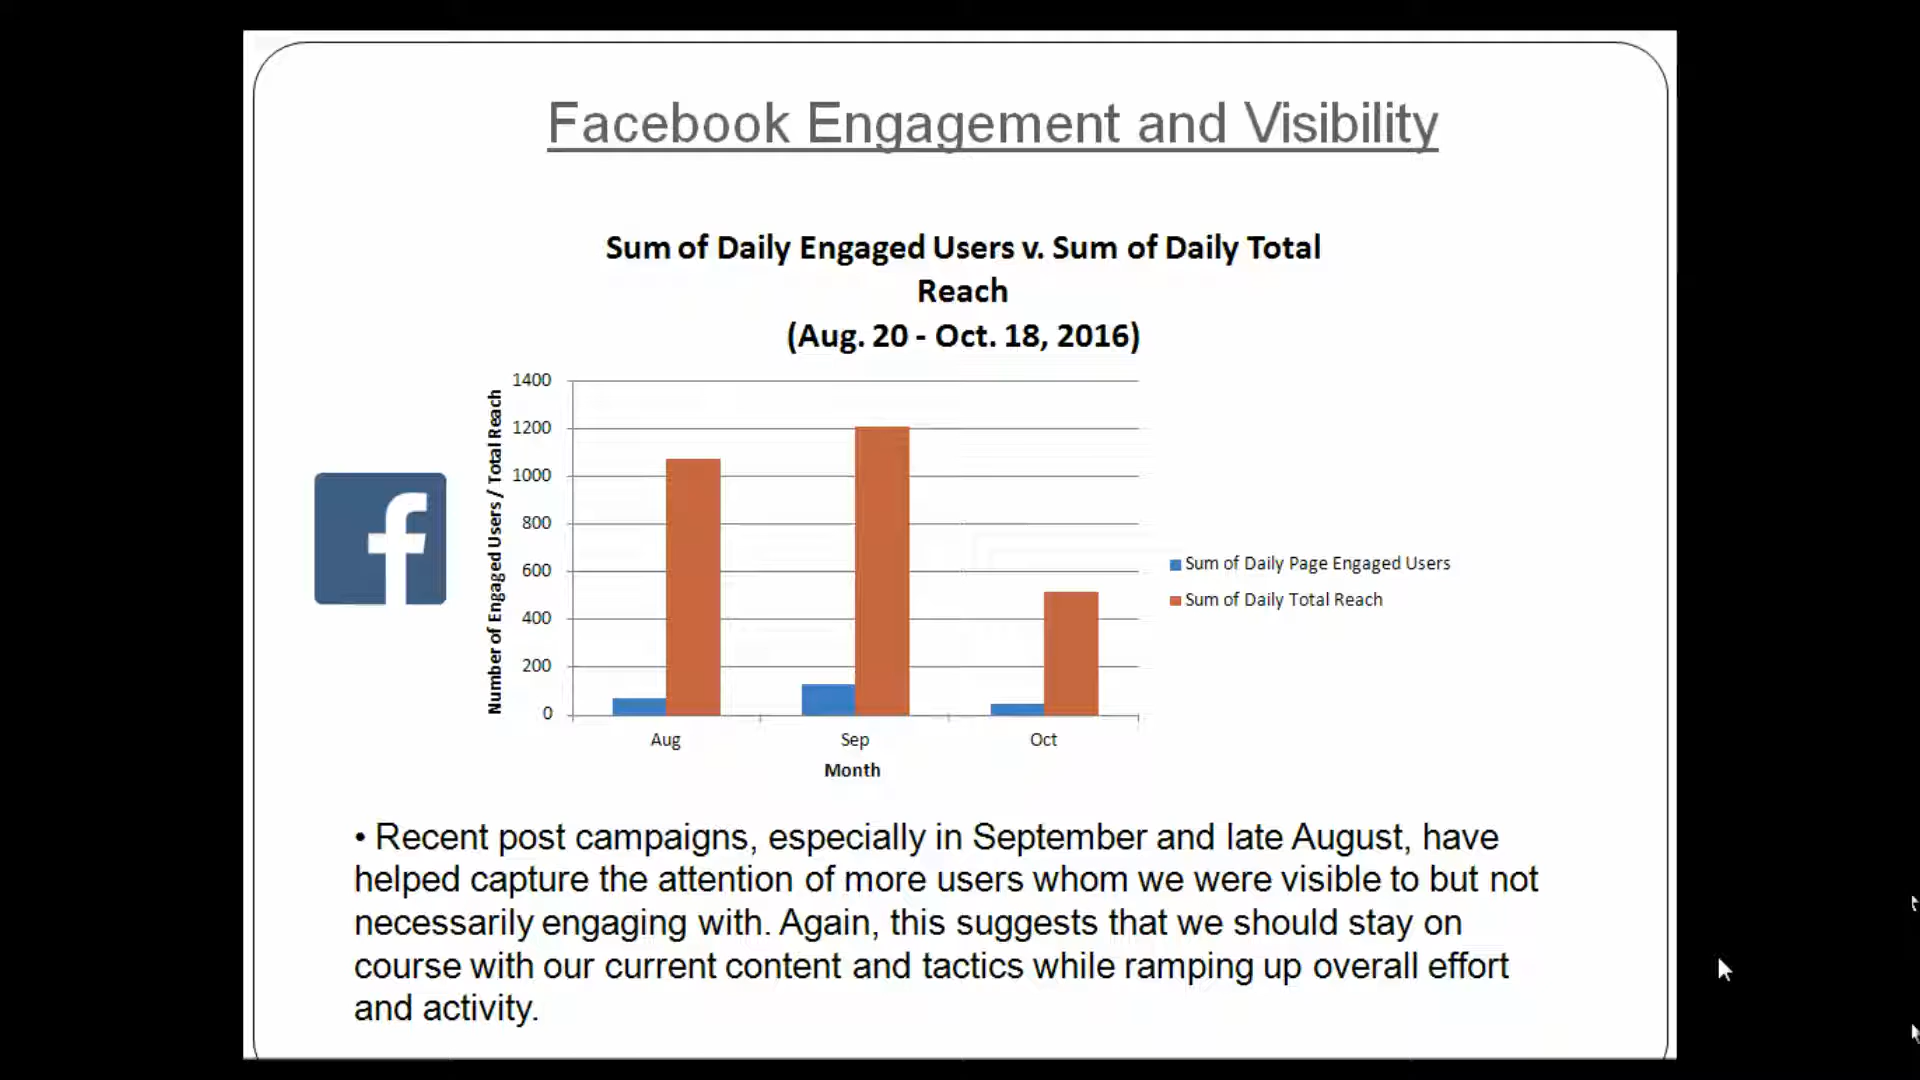 Facebook Engagement and Visibility
Sum of Daily Engaged Users v. Sum of Daily Total
Reach
(Aug. 20 - Oct. 18, 2016)
Number of Engaged Users / Total Reach
1400
1200
1000
800
600
400
200
0
Aug
Sep
Oct
Month
Sum of Daily Page Engaged Users
Sum of Daily Total Reach
• Recent post campaigns, especially in September and late August, have
helped capture the attention of more users whom we were visible to but not
necessarily engaging with. Again, this suggests that we should stay on
course with our current content and tactics while ramping up overall effort
and activity.